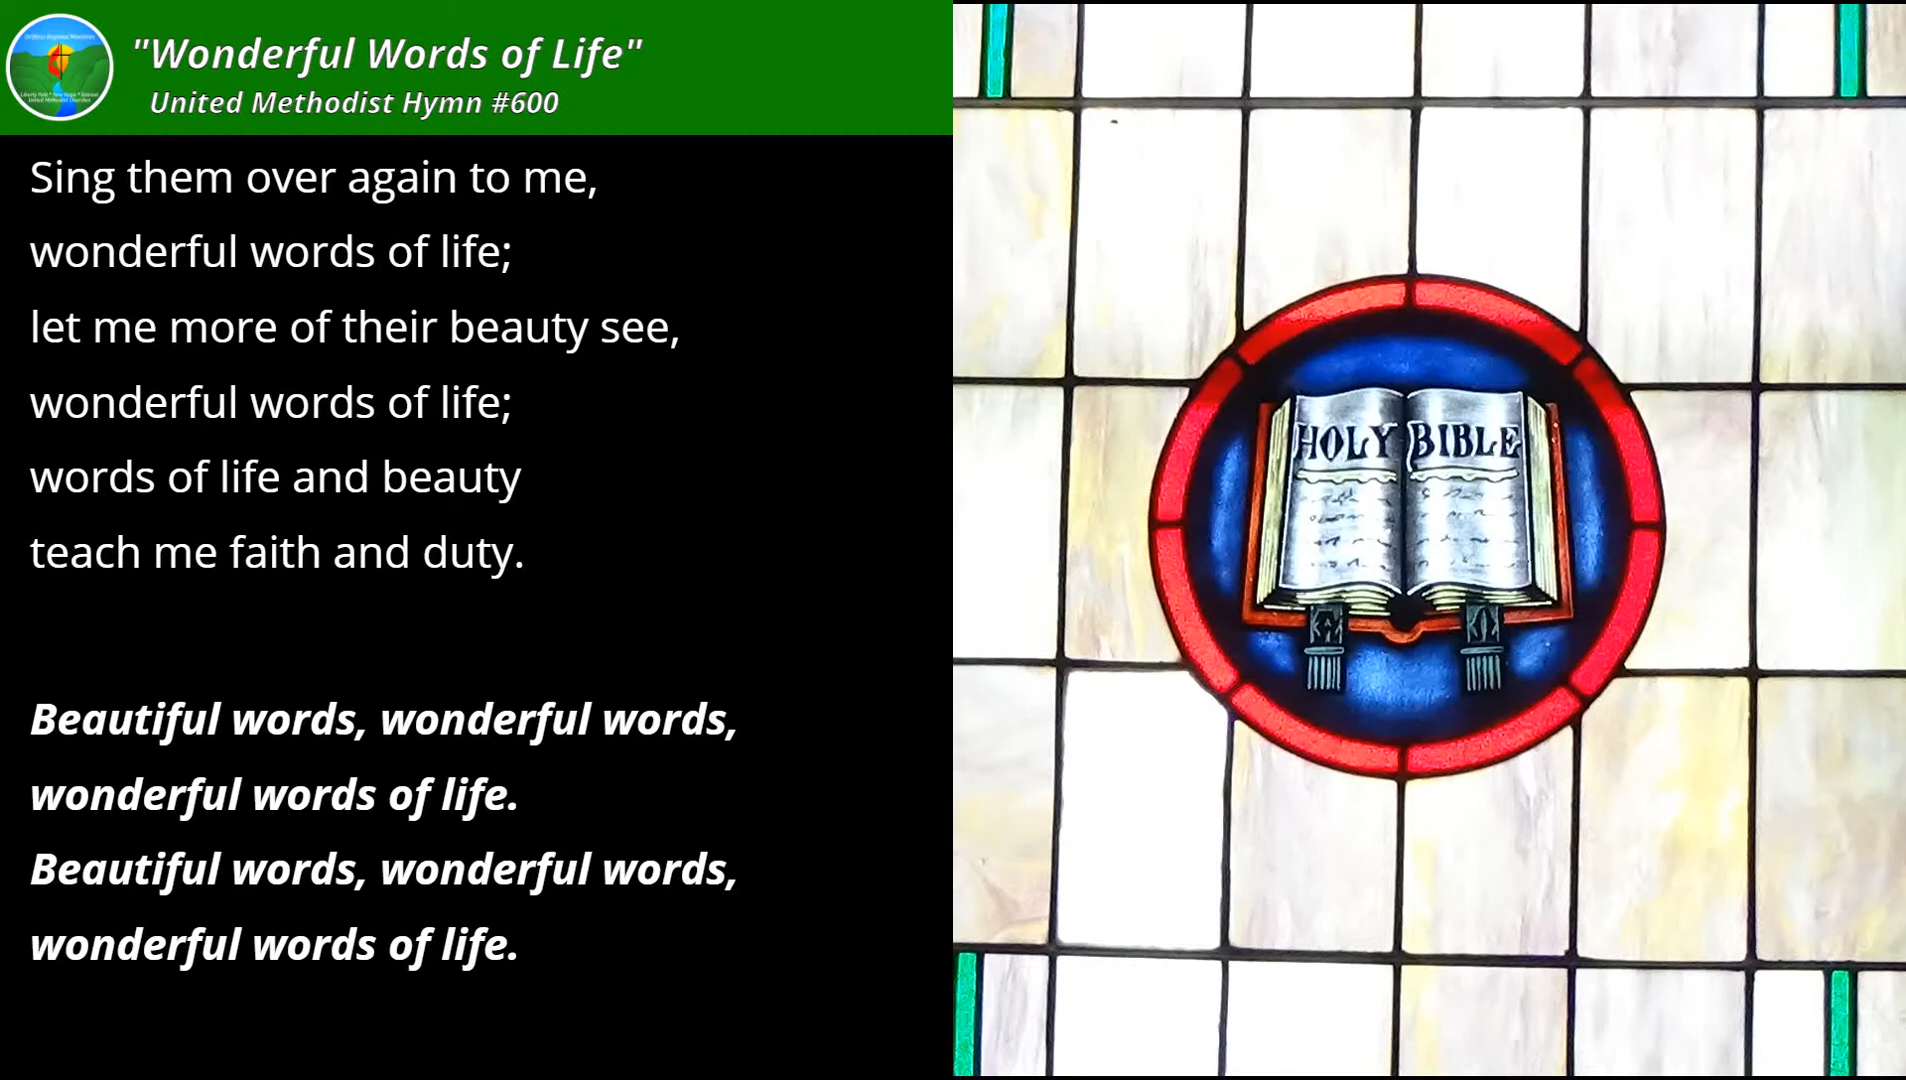 "Wonderful Words of Life"
United Methodist Hymn #600
Sing them over again to me,
wonderful words of life;
let me more of their beauty see,
wonderful words of life;
words of life and beauty
teach me faith and duty.
Beautiful words, wonderful words,
wonderful words of life.
Beautiful words, wonderful words,
wonderful words of life.
HOLY BIBLE
Α Ω